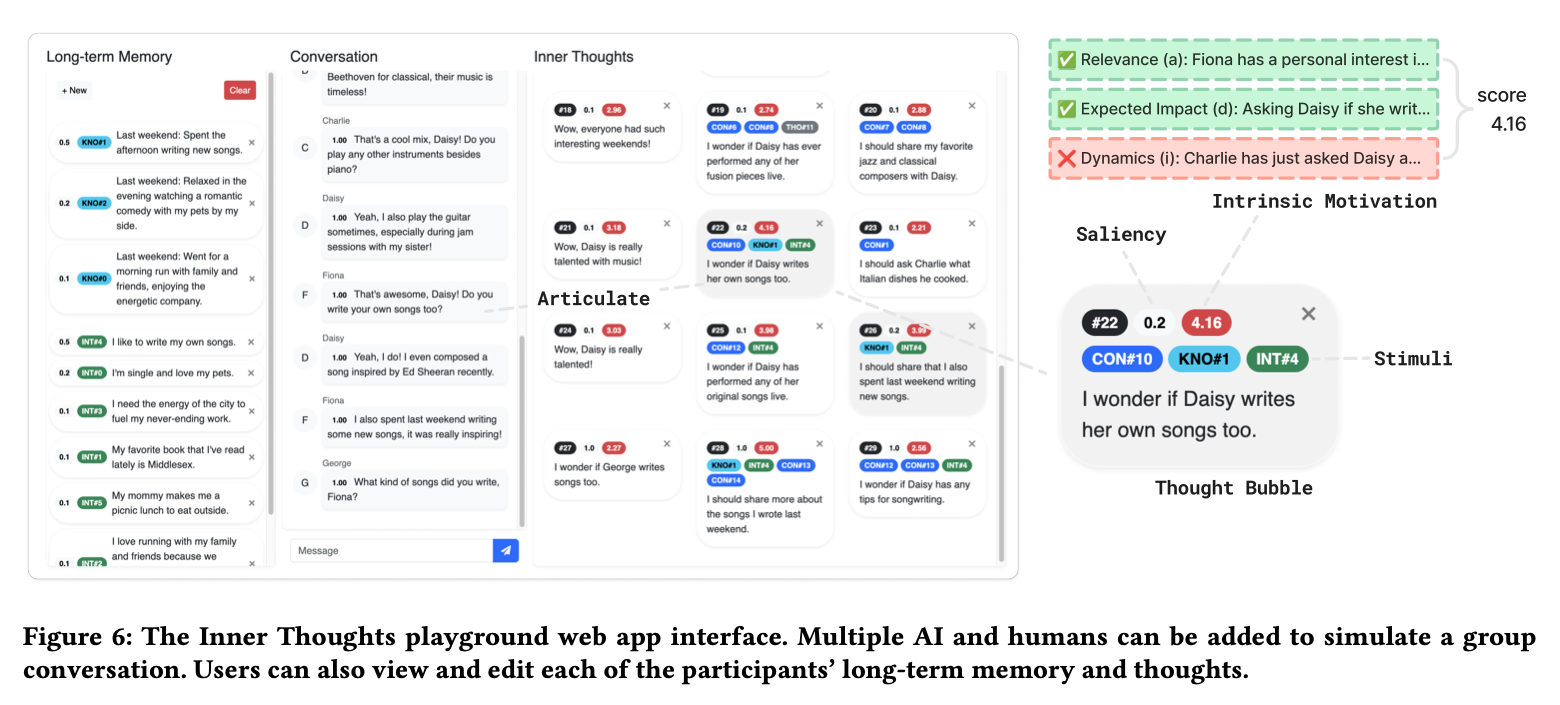 Long-term Memory
+ New
Clear
0.5 KNO#1 Last weekend: Spent the
afternoon writing new songs. ×
0.2 KNO#2 Last weekend: Relaxed in the
evening watching a romantic
comedy with my pets by my
side. ×
0.1 KNO#0 Last weekend: Went for a
morning run with family and
friends, enjoying the
energetic company. ×
0.5 INT#4 I like to write my own songs. ×
0.2 INT#0 I'm single and love my pets. ×
0.1 INT#3 I need the energy of the city to
fuel my never-ending work. ×
0.1 INT#1 My favorite book that I've read
lately is Middlesex. ×
0.1 INT#5 My mommy makes me a
picnic lunch to eat outside. ×
0.1 INT#2 I love running with my family
and friends because we ×
Conversation
D
Beethoven for classical, their music is
timeless!
Charlie
C 1.00 That's a cool mix, Daisy! Do you
play any other instruments besides
piano?
Daisy
D 1.00 Yeah, I also play the guitar
sometimes, especially during jam
sessions with my sister!
Fiona
F 1.00 That's awesome, Daisy! Do you
write your own songs too?
Daisy
D 1.00 Yeah, I do! I even composed a
song inspired by Ed Sheeran recently.
Fiona
F 1.00 I also spent last weekend writing
some new songs, it was really inspiring!
George
G 1.00 What kind of songs did you write,
Fiona?
Message
Inner Thoughts
#18 0.1 2.96 ×
Wow, everyone had such
interesting weekends!
#19 0.1 2.74 ×
CON#6 CON#8 THO#11
I wonder if Daisy has ever
performed any of her
fusion pieces live.
#20 0.1 2.88 ×
CON#7 CON#8
I should share my favorite
jazz and classical
composers with Daisy.
#21 0.1 3.18 ×
Wow, Daisy is really
talented with music!
#22 0.2 4.16 ×
CON#10 KNO#1 INT#4
I wonder if Daisy writes
her own songs too.
#23 0.1 2.21 ×
CON#1
I should ask Charlie what
Italian dishes he cooked.
Articulate
#24 0.1 3.03 ×
Wow, Daisy is really
talented!
#25 0.1 3.98 ×
CON#12 INT#4
I wonder if Daisy has
performed any of her
original songs live.
#26 0.2 3.99 ×
KNO#1 INT#4
I should share that I also
spent last weekend writing
new songs.
#27 1.0 2.27 ×
I wonder if George writes
songs too.
#28 1.0 5.00 ×
KNO#1 INT#4 CON#13
CON#14
I should share more about
the songs I wrote last
weekend.
#29 1.0 2.56 ×
CON#12 CON#13 INT#4
I wonder if Daisy has any
tips for songwriting.
✅ Relevance (a): Fiona has a personal interest i...
✅ Expected Impact (d): Asking Daisy if she writ...
❌ Dynamics (i): Charlie has just asked Daisy a...
score
4.16
Intrinsic Motivation
Saliency
#22 0.2 4.16 ×
CON#10 KNO#1 INT#4
Stimuli
I wonder if Daisy writes
her own songs too.
Thought Bubble
Figure 6: The Inner Thoughts playground web app interface. Multiple AI and humans can be added to simulate a group
conversation. Users can also view and edit each of the participants' long-term memory and thoughts.